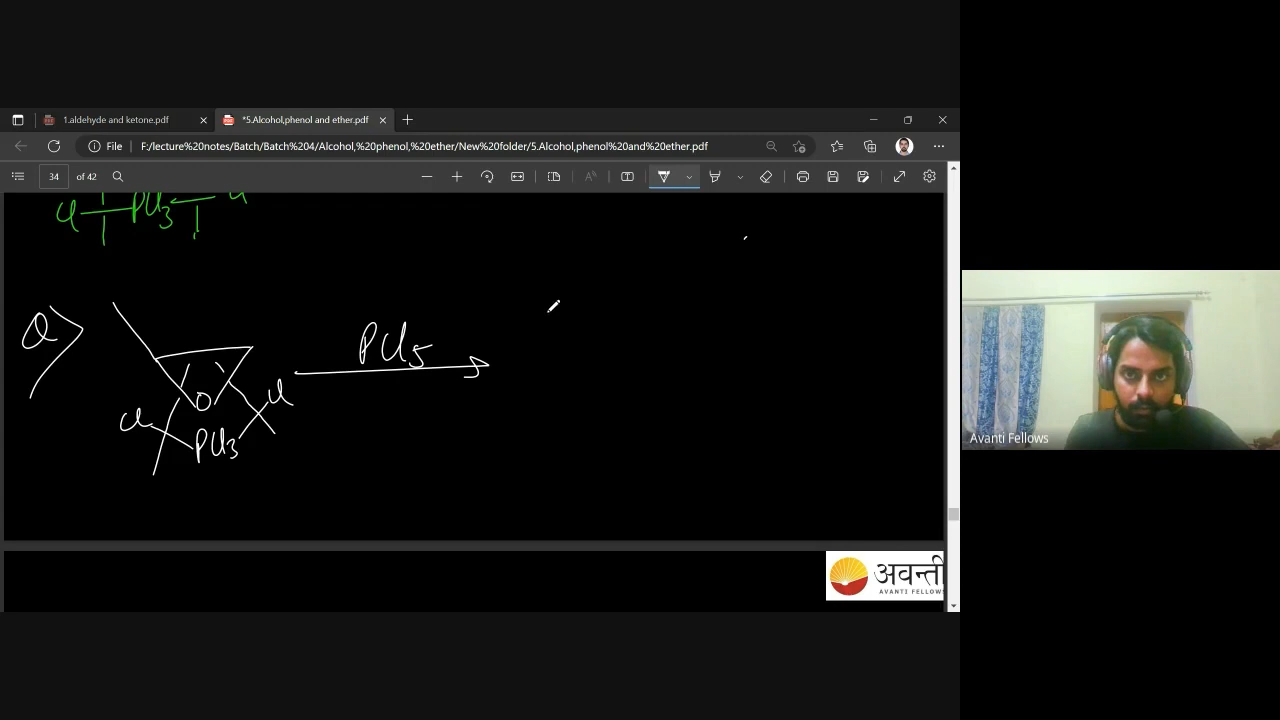 1.aldehyde and ketone.pdf
*5.Alcohol,phenol and ether.pdf
File
F:/lecture%20notes/Batch/Batch%204/Alcohol,%20phenol,%20ether/New%20folder/5.Alcohol,phenol%20and%20ether.pdf
34 of 42
Cl PCl3 Cl
Q>
PCl5
O
Cl
Cl
PCl3
Avanti Fellows
अवन्ती
AVANTI FELLOWS